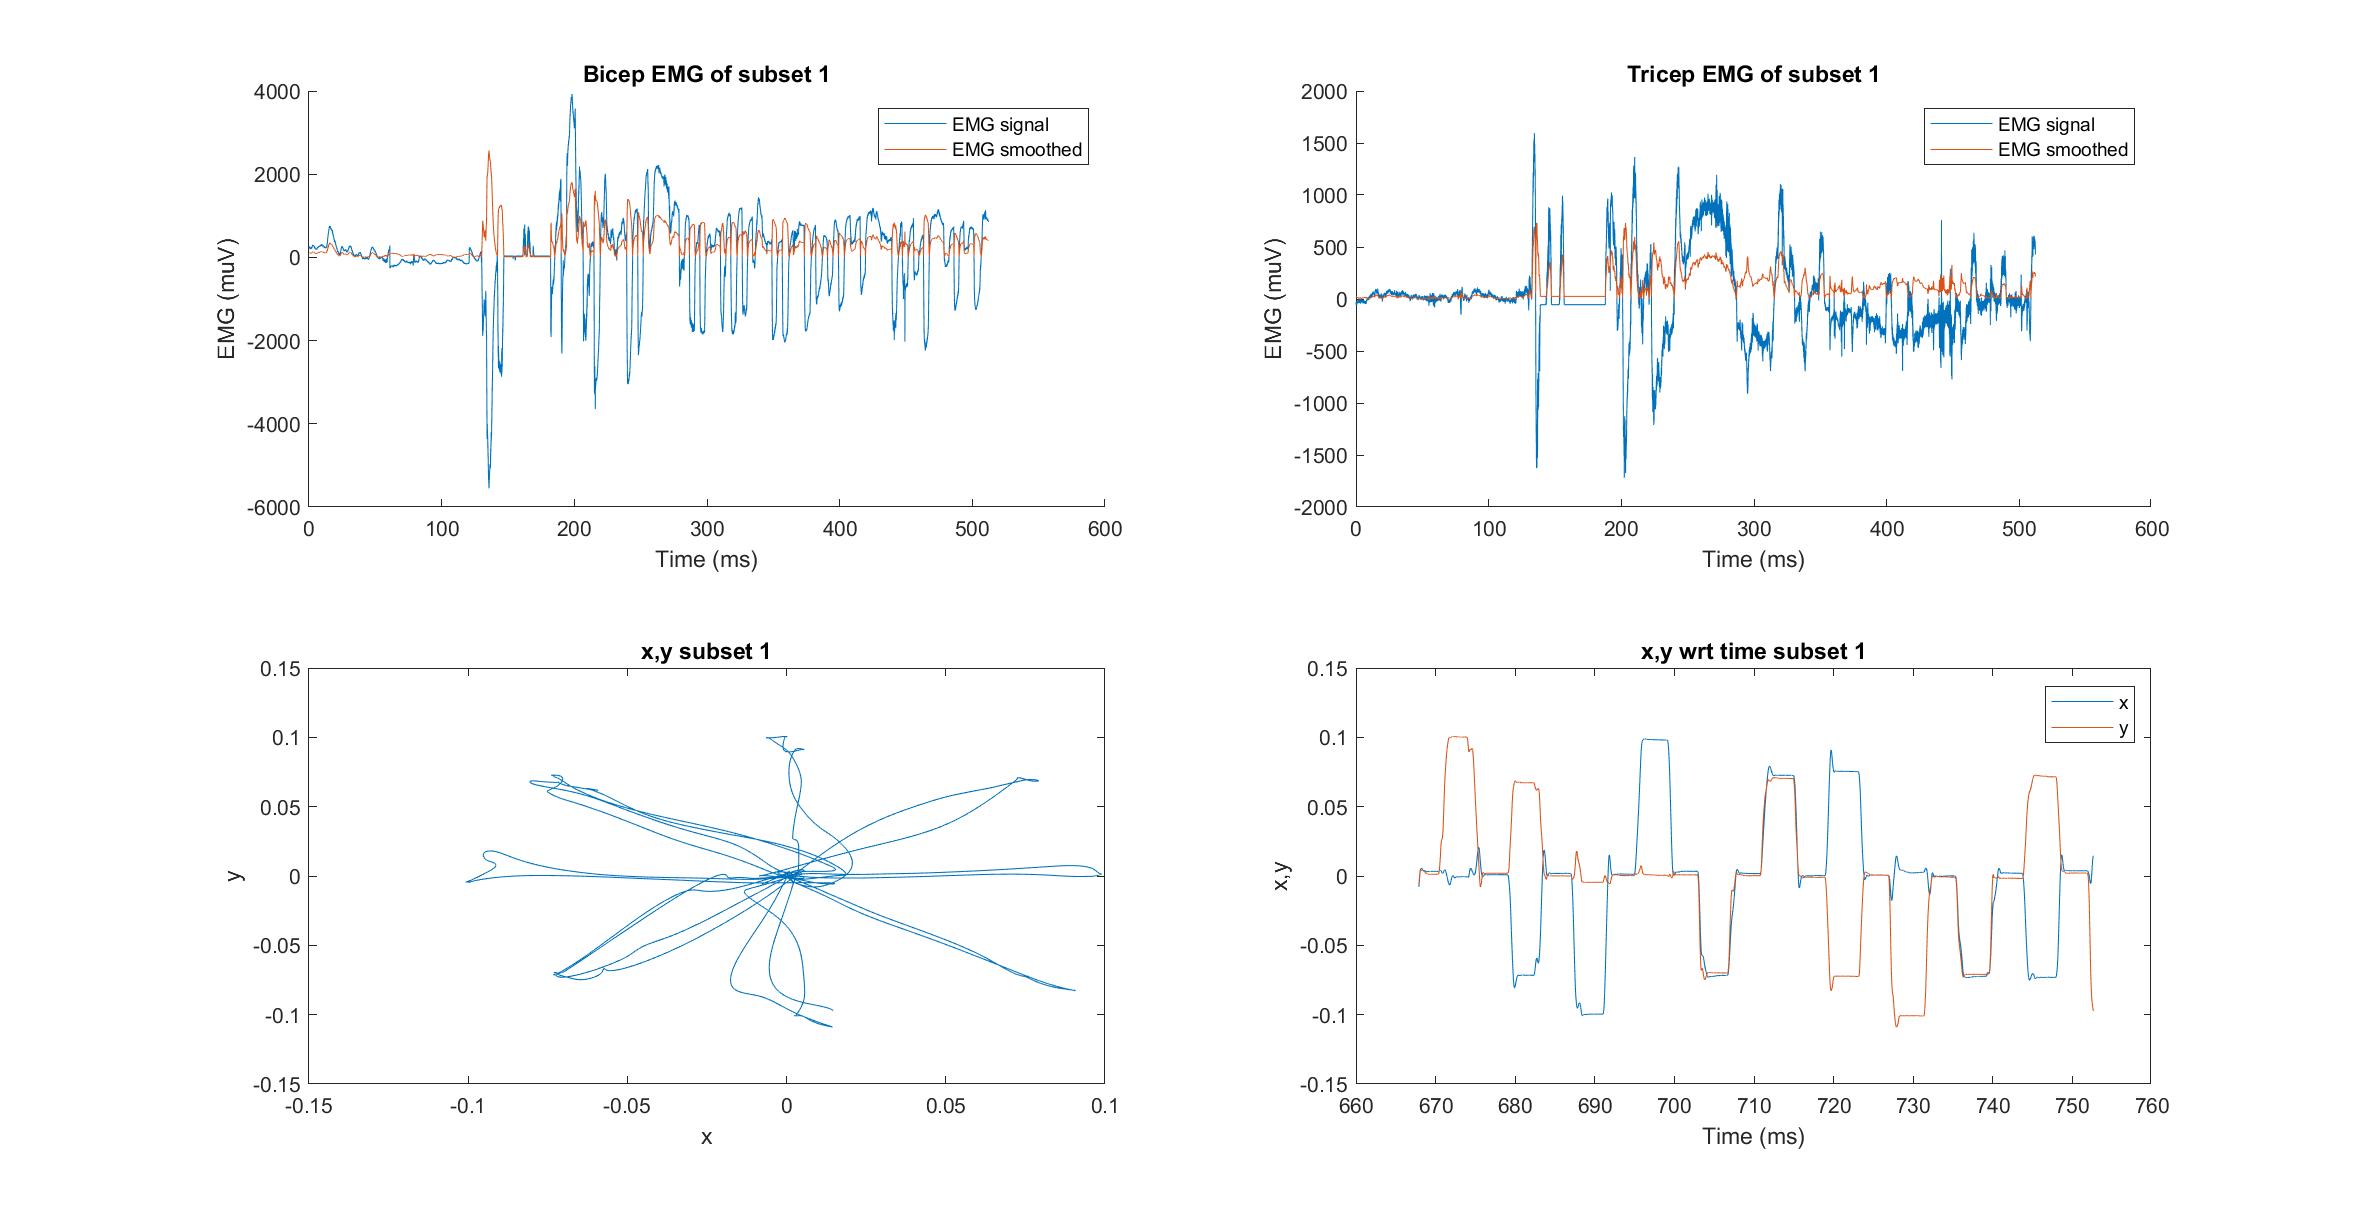 Bicep EMG of subset 1
4000
2000
0
-2000
-4000
-6000
EMG (muV)
EMG signal
EMG smoothed
0 100 200 300 400 500 600
Time (ms)
Tricep EMG of subset 1
2000
1500
1000
500
0
-500
-1000
-1500
-2000
EMG (muV)
EMG signal
EMG smoothed
0 100 200 300 400 500 600
Time (ms)
x,y subset 1
0.15
0.1
0.05
0
-0.05
-0.1
-0.15
y
-0.15 -0.1 -0.05 0 0.05 0.1
x
x,y wrt time subset 1
0.15
0.1
0.05
0
-0.05
-0.1
-0.15
x,y
x
y
660 670 680 690 700 710 720 730 740 750 760
Time (ms)